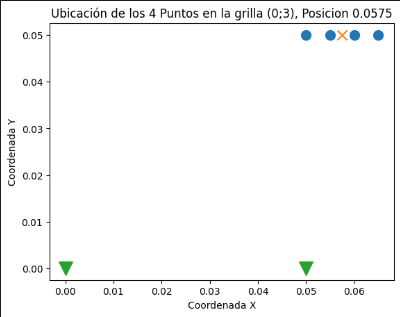 Ubicación de los 4 Puntos en la grilla (0;3), Posicion 0.0575
0.05
0.04
0.03
0.02
0.01
0.00
Coordenada Y
0.00 0.01 0.02 0.03 0.04 0.05 0.06
Coordenada X